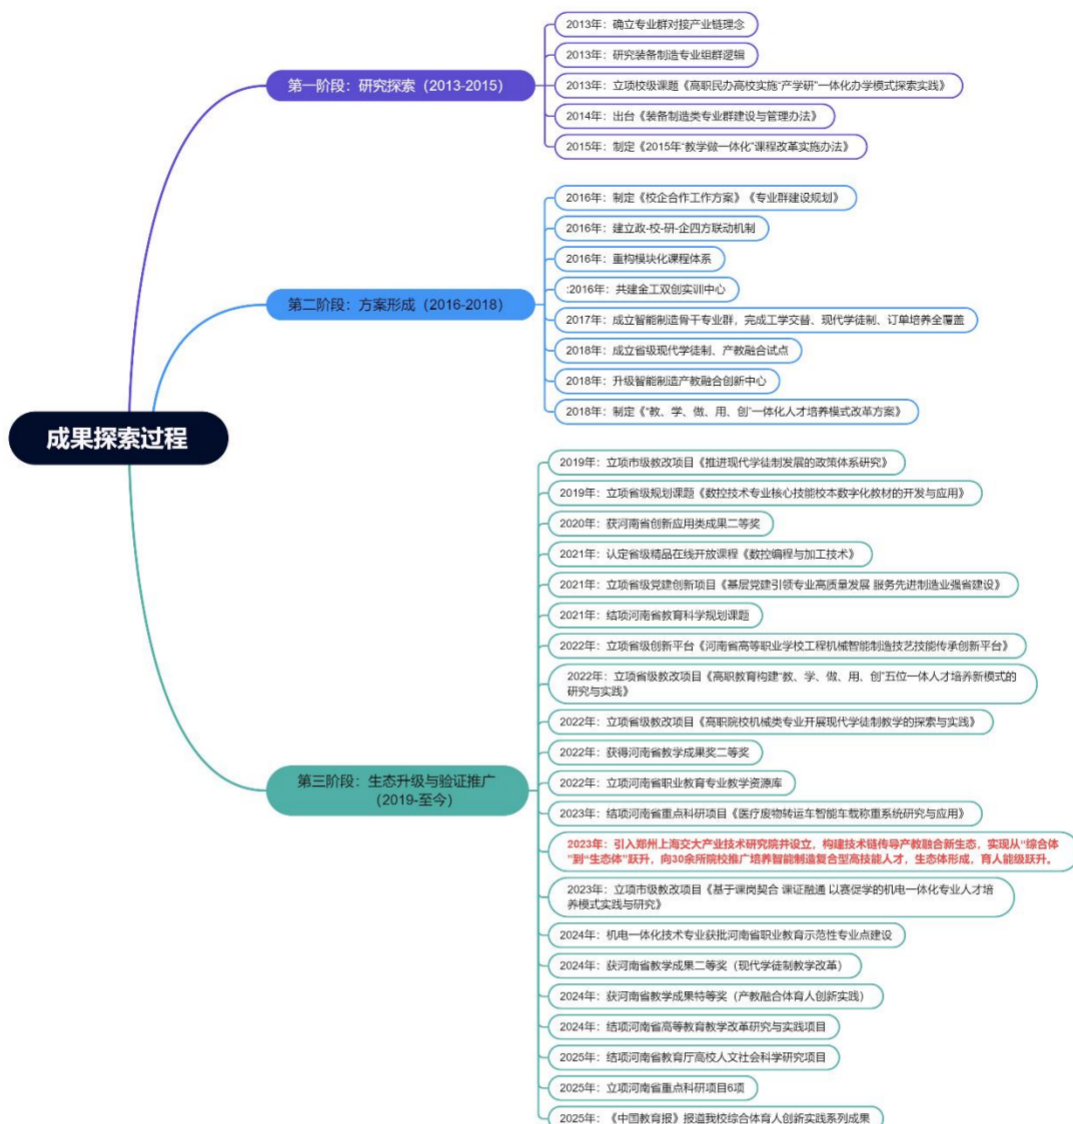 成果探索过程
第一阶段：研究探索（2013-2015）
2013年：确立专业群对接产业链理念
2013年：研究装备制造专业组群逻辑
2013年：立项校级课题《高职民办高校实施“产学研”一体化办学模式探索实践》
2014年：出台《装备制造类专业群建设与管理办法》
2015年：制定《2015年“教学做一体化”课程改革实施办法》
第二阶段：方案形成（2016-2018）
2016年：制定《校企合作工作方案》《专业群建设规划》
2016年：建立政-校-研-企四方联动机制
2016年：重构模块化课程体系
:2016年：共建金工双创实训中心
2017年：成立智能制造骨干专业群，完成工学交替、现代学徒制、订单培养全覆盖
2018年：成立省级现代学徒制、产教融合试点
2018年：升级智能制造产教融合创新中心
2018年：制定《“教、学、做、用、创”一体化人才培养模式改革方案》
第三阶段：生态升级与验证推广
（2019-至今）
2019年：立项市级教改项目《推进现代学徒制发展的政策体系研究》
2019年：立项省级规划课题《数控技术专业核心技能校本数字化教材的开发与应用》
2020年：获河南省创新应用类成果二等奖
2021年：认定省级精品在线开放课程《数控编程与加工技术》
2021年：立项省级党建创新项目《基层党建引领专业高质量发展 服务先进制造业强省建设》
2021年：结项河南省教育科学规划课题
2022年：立项省级创新平台《河南省高等职业学校工程机械智能制造技艺技能传承创新平台》
2022年：立项省级教改项目《高职教育构建“教、学、做、用、创”五位一体人才培养新模式的
研究与实践》
2022年：立项省级教改项目《高职院校机械类专业开展现代学徒制教学的探索与实践》
2022年：获得河南省教学成果奖二等奖
2022年：立项河南省职业教育专业教学资源库
2023年：结项河南省重点科研项目《医疗废物转运车智能车载称重系统研究与应用》
2023年：引入郑州上海交大产业技术研究院并设立，构建技术链传导产教融合新生态，实现从“综合体
”到“生态体”跃升，向30余所院校推广培养智能制造复合型高技能人才，生态体形成，育人能级跃升。
2023年：立项市级教改项目《基于课岗契合 课证融通 以赛促学的机电一体化专业人才培
养模式实践与研究》
2024年：机电一体化技术专业获批河南省职业教育示范性专业点建设
2024年：获河南省教学成果二等奖（现代学徒制教学改革）
2024年：获河南省教学成果特等奖（产教融合体育人创新实践）
2024年：结项河南省高等教育教学改革研究与实践项目
2025年：结项河南省教育厅高校人文社会科学研究项目
2025年：立项河南省重点科研项目6项
2025年：《中国教育报》报道我校综合体育人创新实践系列成果